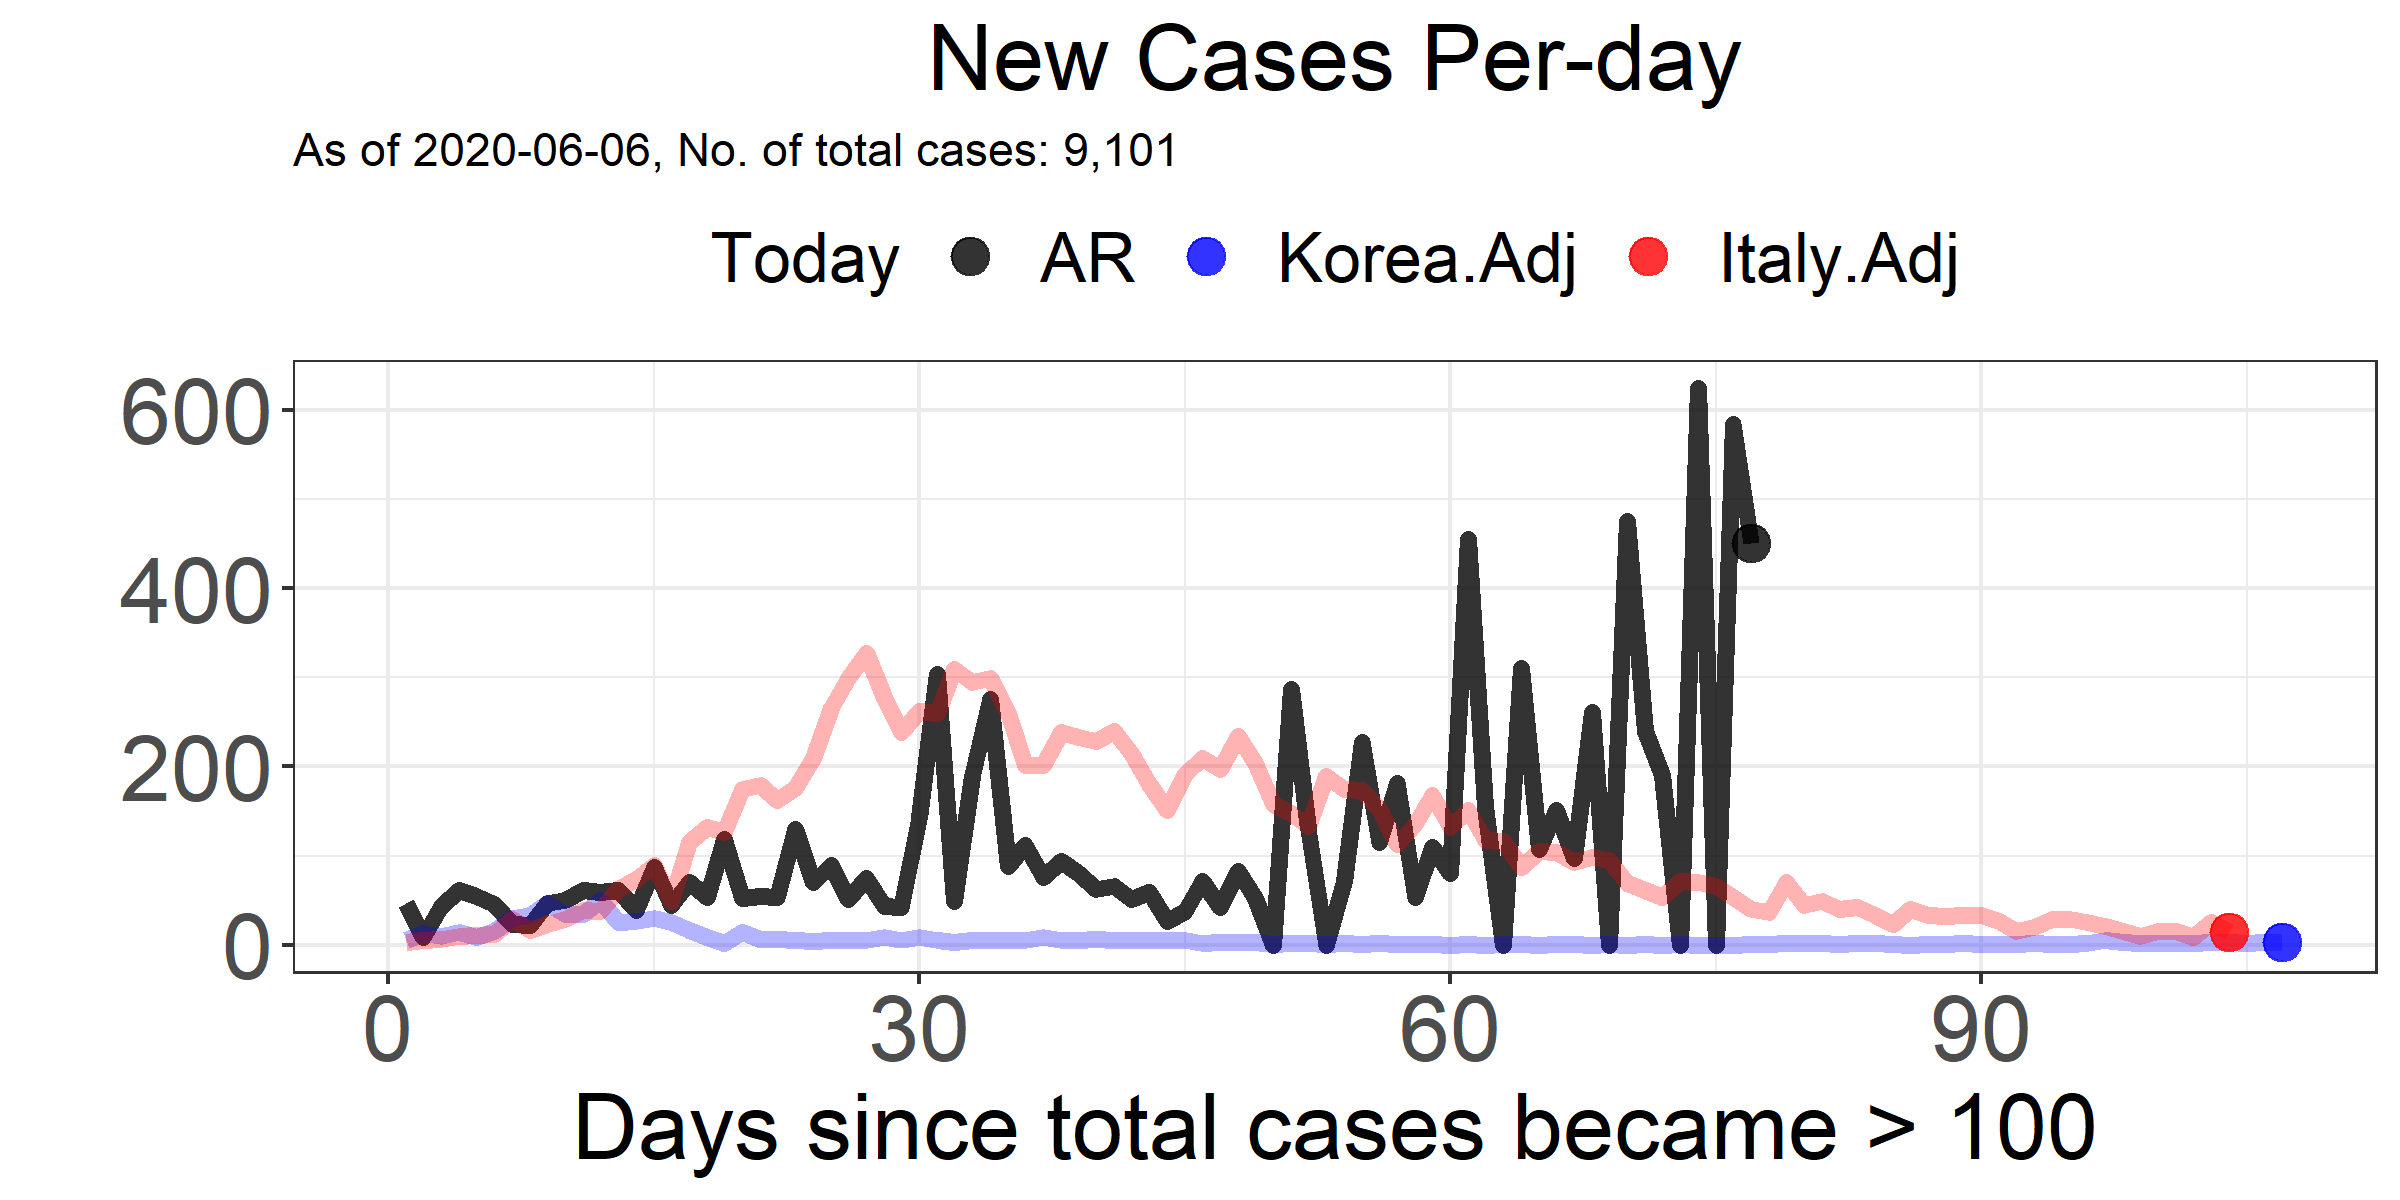 New Cases Per-day
As of 2020-06-06, No. of total cases: 9,101
Today AR Korea.Adj Italy.Adj
600
400
200
0
0 30 60 90
Days since total cases became > 100